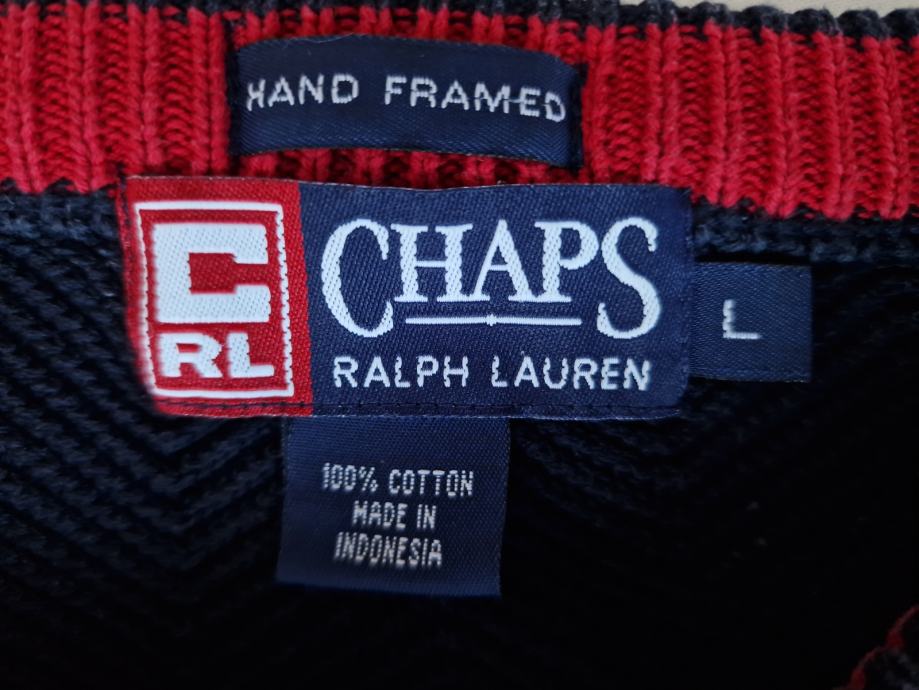 HAND FRAMED
C
RL
CHAPS
RALPH LAUREN
L
100% COTTON
MADE IN
INDONESIA